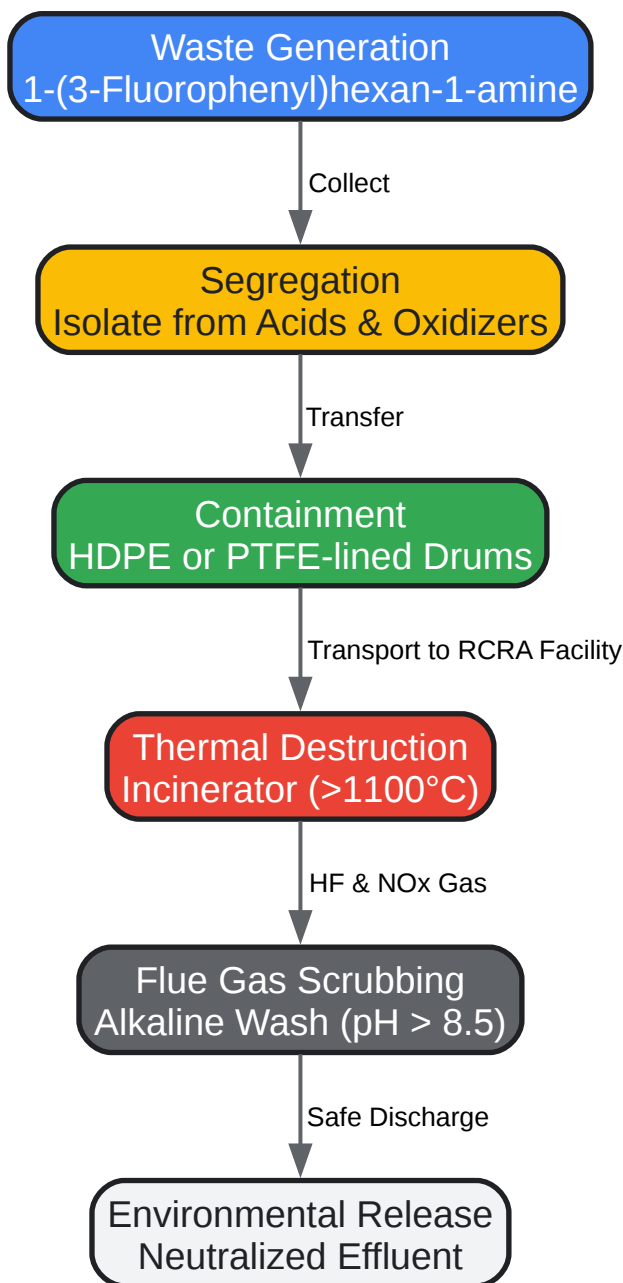 Waste Generation
1-(3-Fluorophenyl)hexan-1-amine
Collect
Segregation
Isolate from Acids & Oxidizers
Transfer
Containment
HDPE or PTFE-lined Drums
Transport to RCRA Facility
Thermal Destruction
Incinerator (>1100°C)
HF & NOx Gas
Flue Gas Scrubbing
Alkaline Wash (pH > 8.5)
Safe Discharge
Environmental Release
Neutralized Effluent